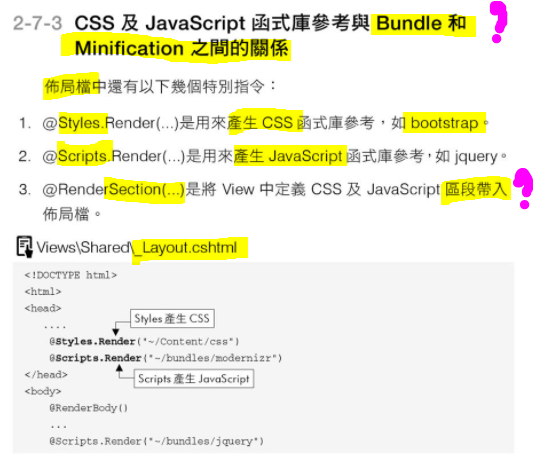 2-7-3 CSS 及 JavaScript 函式庫參考與 Bundle 和
Minification 之間的關係
?
佈局檔中還有以下幾個特別指令：
1. @Styles.Render(...)是用來產生 CSS 函式庫參考，如 bootstrap。
2. @Scripts.Render(...)是用來產生 JavaScript 函式庫參考，如 jquery。
3. @RenderSection(...)是將 View 中定義 CSS 及 JavaScript 區段帶入
?
佈局檔。
Views\Shared\_Layout.cshtml
<!DOCTYPE html>
<html>
<head>
....
Styles 產生 CSS
@Styles.Render("~/Content/css")
@Scripts.Render("~/bundles/modernizr")
</head>
Scripts 產生 JavaScript
<body>
@RenderBody()
...
@Scripts.Render("~/bundles/jquery")